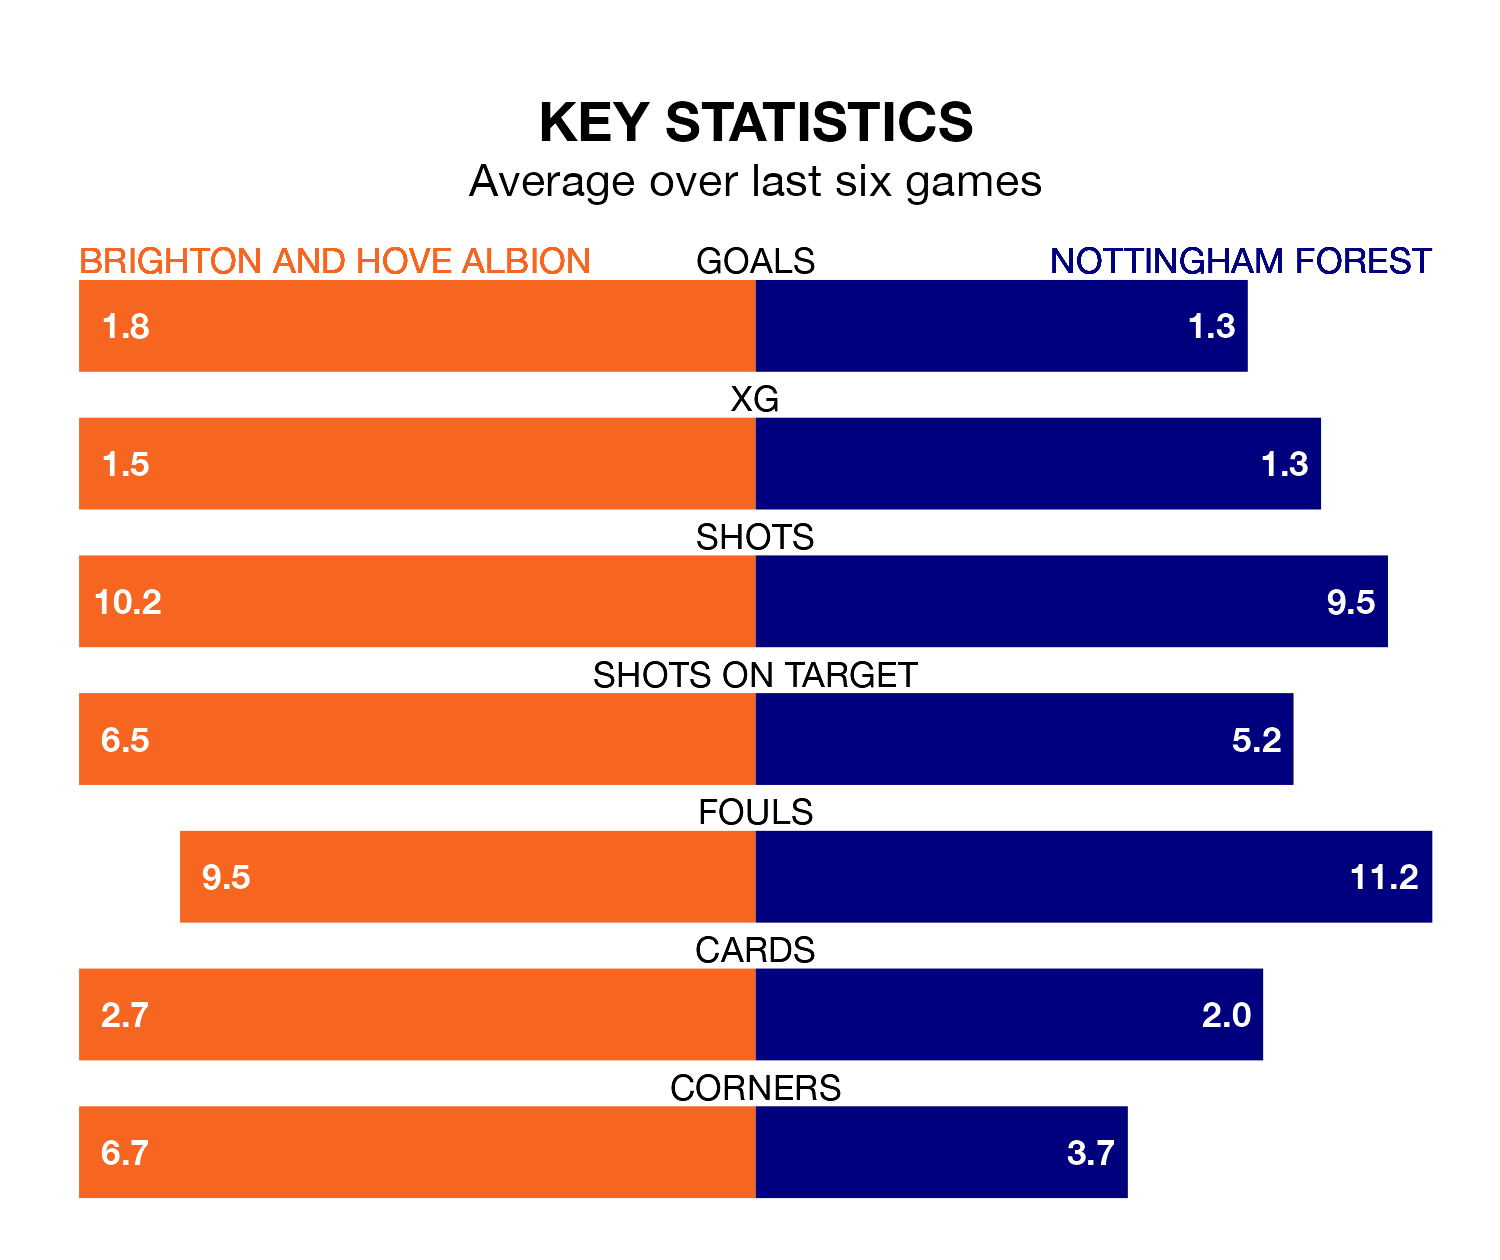 KEY STATISTICS
Average over last six games
BRIGHTON AND HOVE ALBION GOALS NOTTINGHAM FOREST
1.8 1.3
XG
1.5 1.3
SHOTS
10.2 9.5
SHOTS ON TARGET
6.5 5.2
FOULS
9.5 11.2
CARDS
2.7 2.0
CORNERS
6.7 3.7